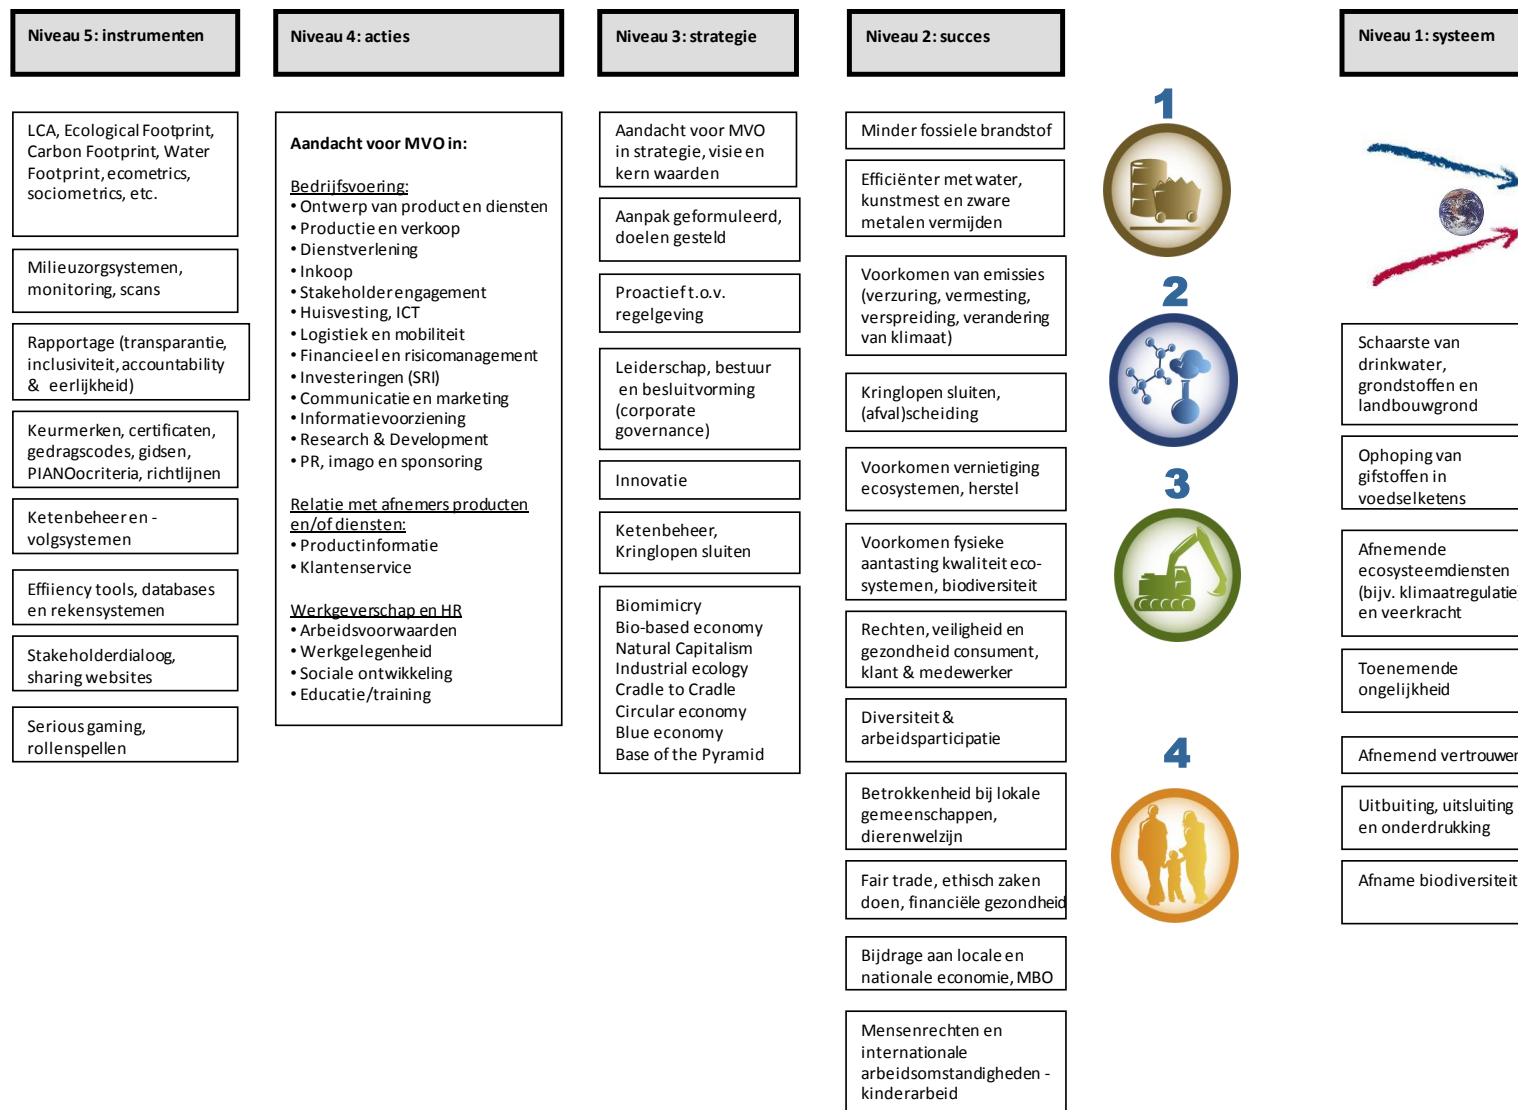 Niveau 5: instrumenten
LCA, Ecological Footprint,
Carbon Footprint, Water
Footprint, ecometrics,
sociometrics, etc.
Milieuzorgsystemen,
monitoring, scans
Rapportage (transparantie,
inclusiviteit, accountability
& eerlijkheid)
Keurmerken, certificaten,
gedragscodes, gidsen,
PIANOocriteria, richtlijnen
Ketenbeheer en -
volgsystemen
Effiiency tools, databases
en rekensystemen
Stakeholderdialoog,
sharing websites
Serious gaming,
rollenspellen
Niveau 4: acties
Aandacht voor MVO in:
Bedrijfsvoering:
• Ontwerp van product en diensten
• Productie en verkoop
• Dienstverlening
• Inkoop
• Stakeholder engagement
• Huisvesting, ICT
• Logistiek en mobiliteit
• Financieel en risicomanagement
• Investeringen (SRI)
• Communicatie en marketing
• Informatievoorziening
• Research & Development
• PR, imago en sponsoring
Relatie met afnemers producten
en/of diensten:
• Productinformatie
• Klantenservice
Werkgeverschap en HR
• Arbeidsvoorwaarden
• Werkgelegenheid
• Sociale ontwikkeling
• Educatie/training
Niveau 3: strategie
Aandacht voor MVO
in strategie, visie en
kern waarden
Aanpak geformuleerd,
doelen gesteld
Proactief t.o.v.
regelgeving
Leiderschap, bestuur
en besluitvorming
(corporate
governance)
Innovatie
Ketenbeheer,
Kringlopen sluiten
Biomimicry
Bio-based economy
Natural Capitalism
Industrial ecology
Cradle to Cradle
Circular economy
Blue economy
Base of the Pyramid
Niveau 2: succes
Minder fossiele brandstof
Efficiënter met water,
kunstmest en zware
metalen vermijden
Voorkomen van emissies
(verzuring, vermesting,
verspreiding, verandering
van klimaat)
Kringlopen sluiten,
(afval)scheiding
Voorkomen vernietiging
ecosystemen, herstel
Voorkomen fysieke
aantasting kwaliteit eco-
systemen, biodiversiteit
Rechten, veiligheid en
gezondheid consument,
klant & medewerker
Diversiteit &
arbeidsparticipatie
Betrokkenheid bij lokale
gemeenschappen,
dierenwelzijn
Fair trade, ethisch zaken
doen, financiële gezondheid
Bijdrage aan locale en
nationale economie, MBO
Mensenrechten en
internationale
arbeidsomstandigheden -
kinderarbeid
1
2
3
4
Niveau 1: systeem
Schaarste van
drinkwater,
grondstoffen en
landbouwgrond
Ophoping van
gifstoffen in
voedselketens
Afnemende
ecosysteemdiensten
(bijv. klimaatregulatie)
en veerkracht
Toenemende
ongelijkheid
Afnemend vertrouwen
Uitbuiting, uitsluiting
en onderdrukking
Afname biodiversiteit